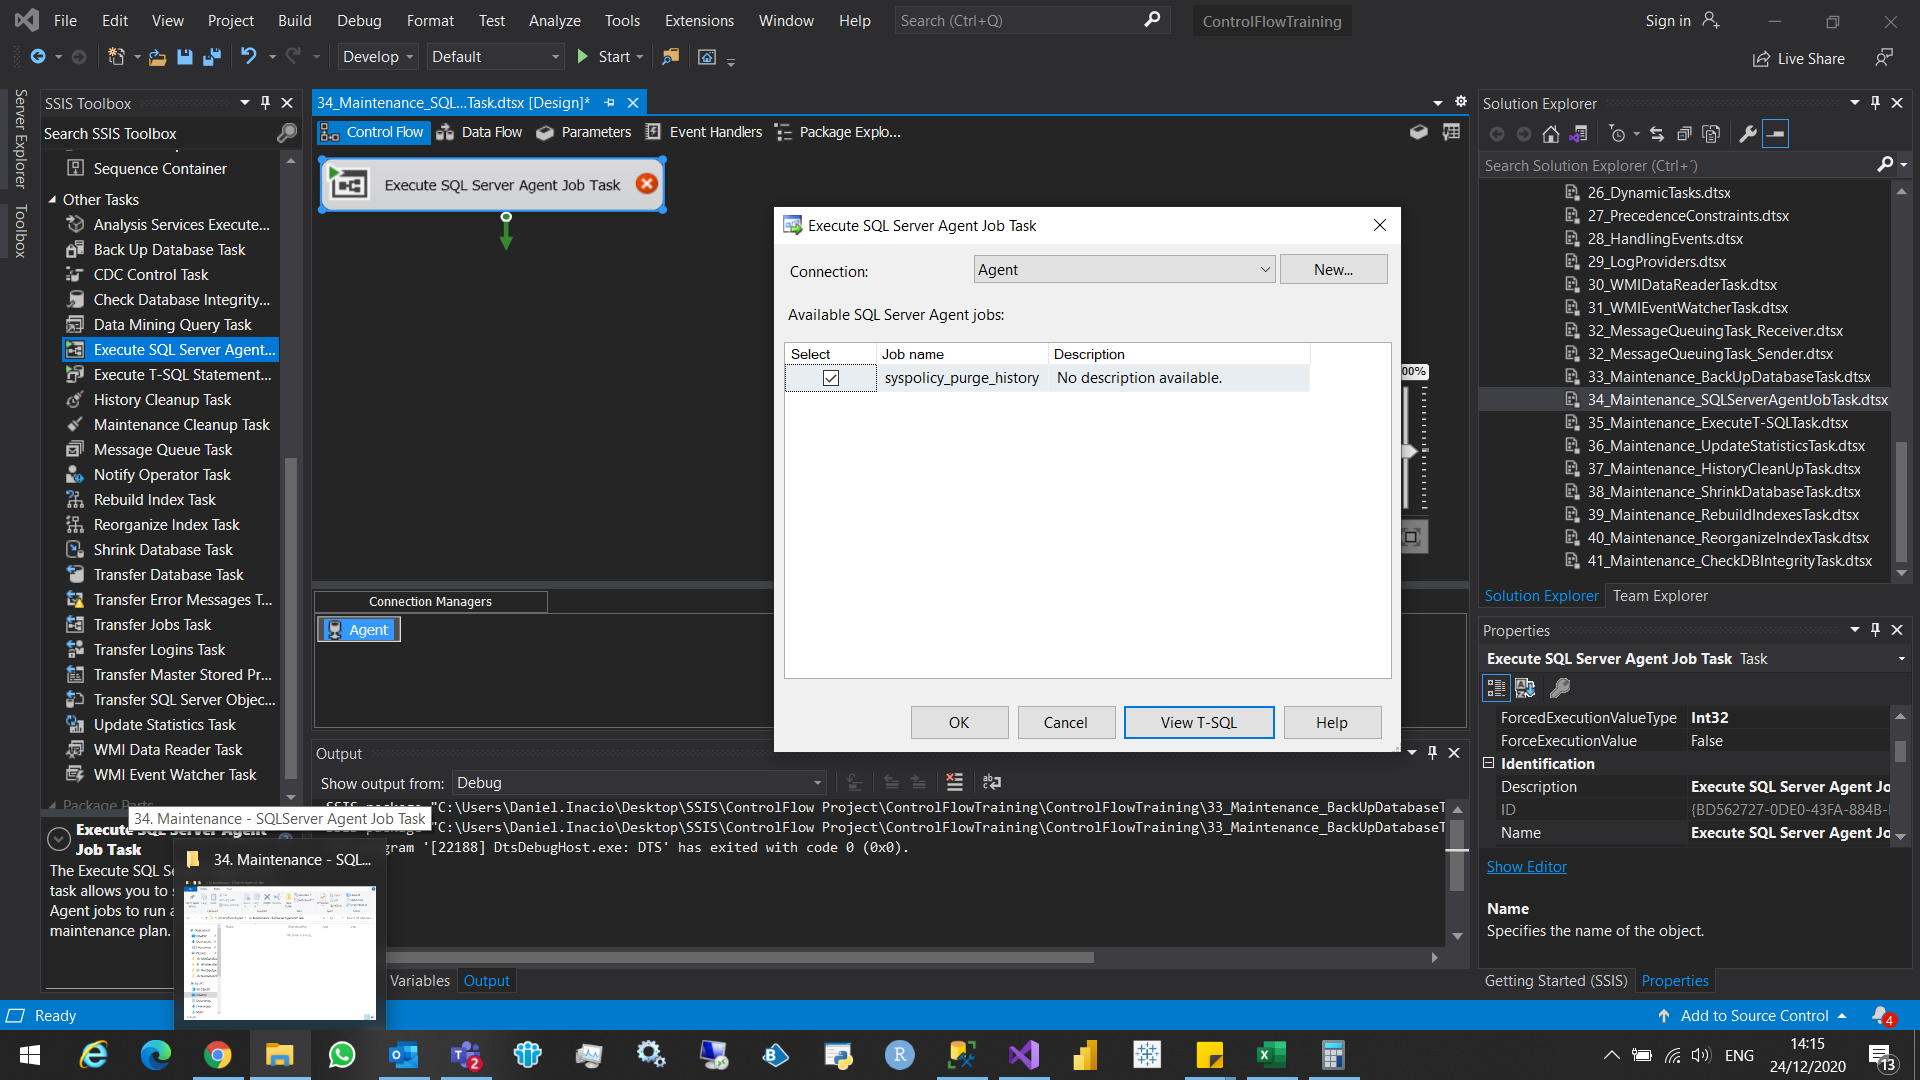 File Edit View Project Build Debug Format Test Analyze Tools Extensions Window Help Search (Ctrl+Q) ControlFlowTraining Sign in
Develop Default Start Live Share
Server Explorer
Toolbox
SSIS Toolbox
Search SSIS Toolbox
Sequence Container
Other Tasks
Analysis Services Execute...
Back Up Database Task
CDC Control Task
Check Database Integrity...
Data Mining Query Task
Execute SQL Server Agent...
Execute T-SQL Statement...
History Cleanup Task
Maintenance Cleanup Task
Message Queue Task
Notify Operator Task
Rebuild Index Task
Reorganize Index Task
Shrink Database Task
Transfer Database Task
Transfer Error Messages T...
Transfer Jobs Task
Transfer Logins Task
Transfer Master Stored Pr...
Transfer SQL Server Objec...
Update Statistics Task
WMI Data Reader Task
WMI Event Watcher Task
Package Parts
Execute SQL Server Agent
Job Task
The Execute SQL Se
task allows you to
Agent jobs to run a
maintenance plan.
34. Maintenance - SQLServer Agent Job Task
34. Maintenance - SQL...
34_Maintenance_SQL...Task.dtsx [Design]*
Control Flow Data Flow Parameters Event Handlers Package Explo...
Execute SQL Server Agent Job Task
Execute SQL Server Agent Job Task
Connection: Agent New...
Available SQL Server Agent jobs:
Select Job name Description
syspolicy_purge_history No description available.
OK Cancel View T-SQL Help
00%
Connection Managers
Agent
Output
Show output from: Debug
SSIS package "C:\Users\Daniel.Inacio\Desktop\SSIS\ControlFlow Project\ControlFlowTraining\ControlFlowTraining\33_Maintenance_BackUpDatabaseT
package "C:\Users\Daniel.Inacio\Desktop\SSIS\ControlFlow Project\ControlFlowTraining\ControlFlowTraining\33_Maintenance_BackUpDatabaseT
gram '[22188] DtsDebugHost.exe: DTS' has exited with code 0 (0x0).
Variables Output
Solution Explorer
Search Solution Explorer (Ctrl+´)
26_DynamicTasks.dtsx
27_PrecedenceConstraints.dtsx
28_HandlingEvents.dtsx
29_LogProviders.dtsx
30_WMIDataReaderTask.dtsx
31_WMIEventWatcherTask.dtsx
32_MessageQueuingTask_Receiver.dtsx
32_MessageQueuingTask_Sender.dtsx
33_Maintenance_BackUpDatabaseTask.dtsx
34_Maintenance_SQLServerAgentJobTask.dtsx
35_Maintenance_ExecuteT-SQLTask.dtsx
36_Maintenance_UpdateStatisticsTask.dtsx
37_Maintenance_HistoryCleanUpTask.dtsx
38_Maintenance_ShrinkDatabaseTask.dtsx
39_Maintenance_RebuildIndexesTask.dtsx
40_Maintenance_ReorganizeIndexTask.dtsx
41_Maintenance_CheckDBIntegrityTask.dtsx
Solution Explorer Team Explorer
Properties
Execute SQL Server Agent Job Task Task
ForcedExecutionValueType Int32
ForceExecutionValue False
Identification
Description Execute SQL Server Agent Jo
ID {BD562727-0DE0-43FA-884B-
Name Execute SQL Server Agent Jo
Show Editor
Name
Specifies the name of the object.
Getting Started (SSIS) Properties
Ready Add to Source Control 4
2 ENG 14:15
24/12/2020 13